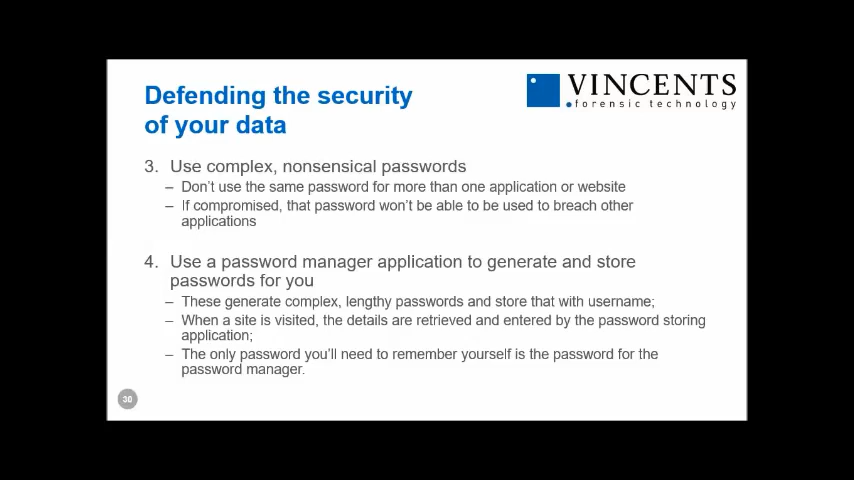 Defending the security
of your data
VINCENTS
forensic technology
3. Use complex, nonsensical passwords
– Don't use the same password for more than one application or website
– If compromised, that password won't be able to be used to breach other
applications
4. Use a password manager application to generate and store
passwords for you
– These generate complex, lengthy passwords and store that with username;
– When a site is visited, the details are retrieved and entered by the password storing
application;
– The only password you'll need to remember yourself is the password for the
password manager.
30